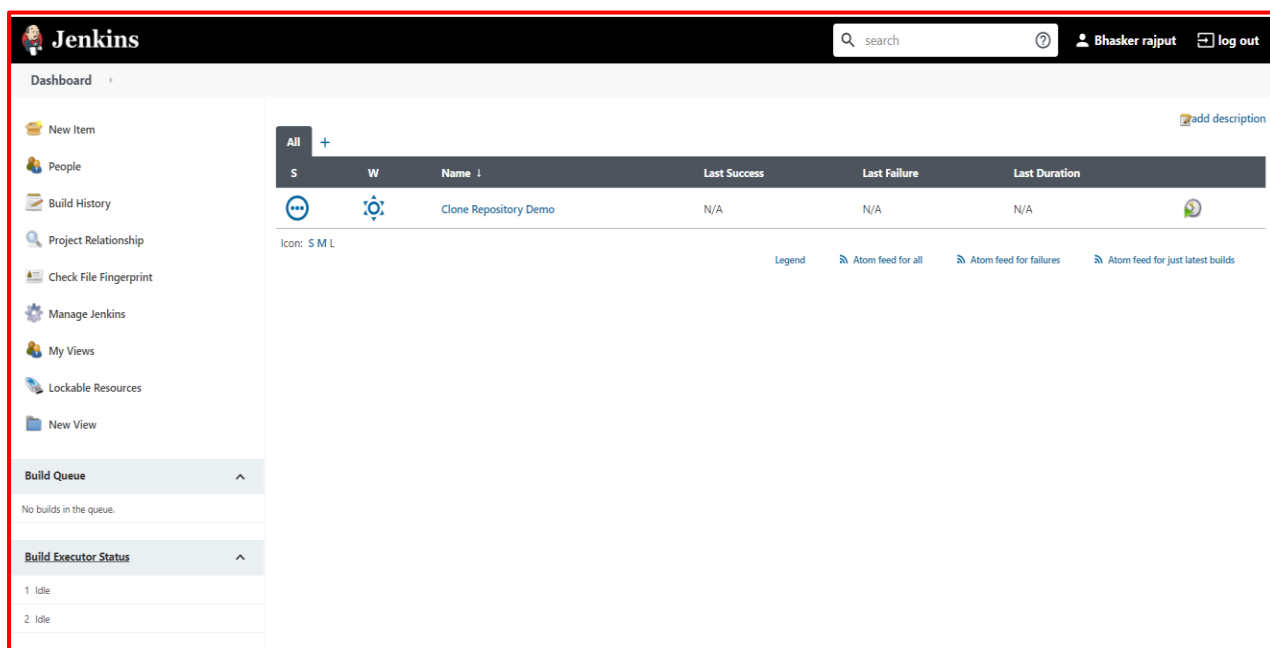 Jenkins
search
Bhasker rajput
log out
Dashboard
New Item
People
Build History
Project Relationship
Check File Fingerprint
Manage Jenkins
My Views
Lockable Resources
New View
Build Queue
No builds in the queue.
Build Executor Status
1 Idle
2 Idle
add description
All +
S W Name ↓ Last Success Last Failure Last Duration
Clone Repository Demo N/A N/A N/A
Icon: S M L
Legend Atom feed for all Atom feed for failures Atom feed for just latest builds